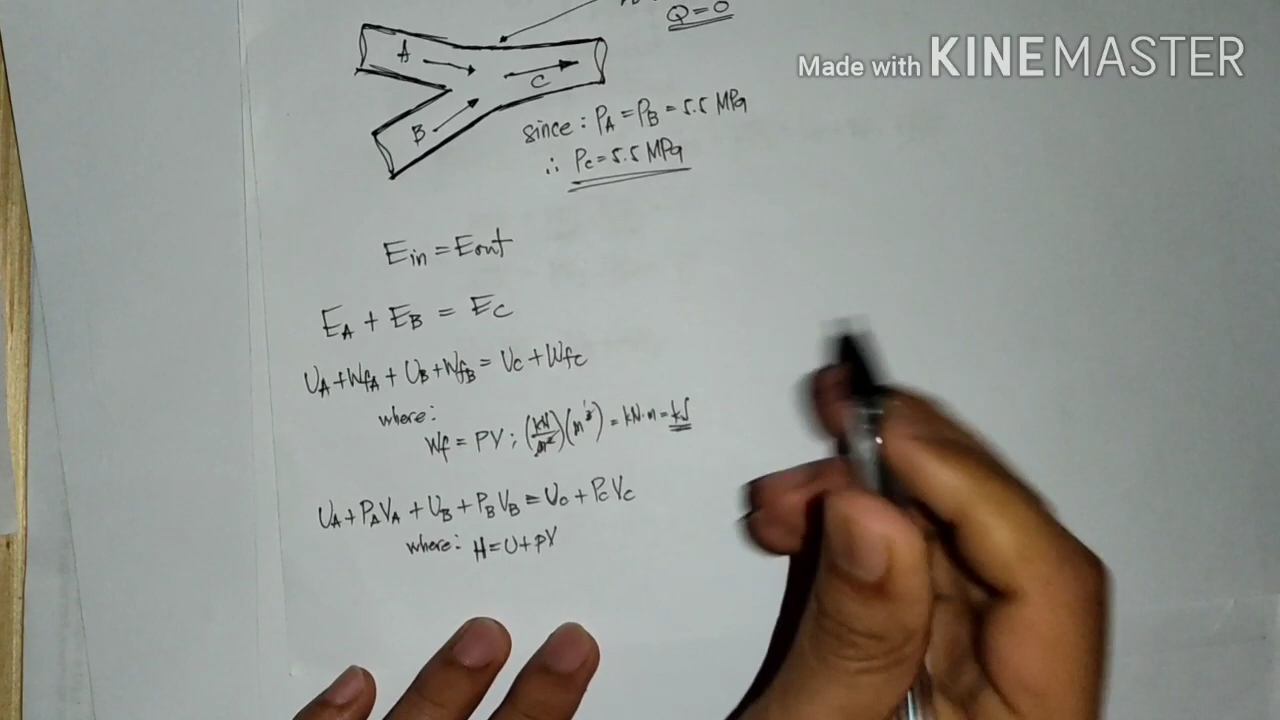 Q=0
Made with KINEMASTER
A
C
B
since: PA = PB = 5.5 MPa
∴ Pc = 5.5 MPa
Ein = Eout
EA + EB = EC
UA + WfA + UB + WfB = UC + WfC
where:
Wf = PV ; (kN/m²)(m³) = kN·m = kJ
UA + PAVA + UB + PBVB = UC + PCVC
where: H = U + PV